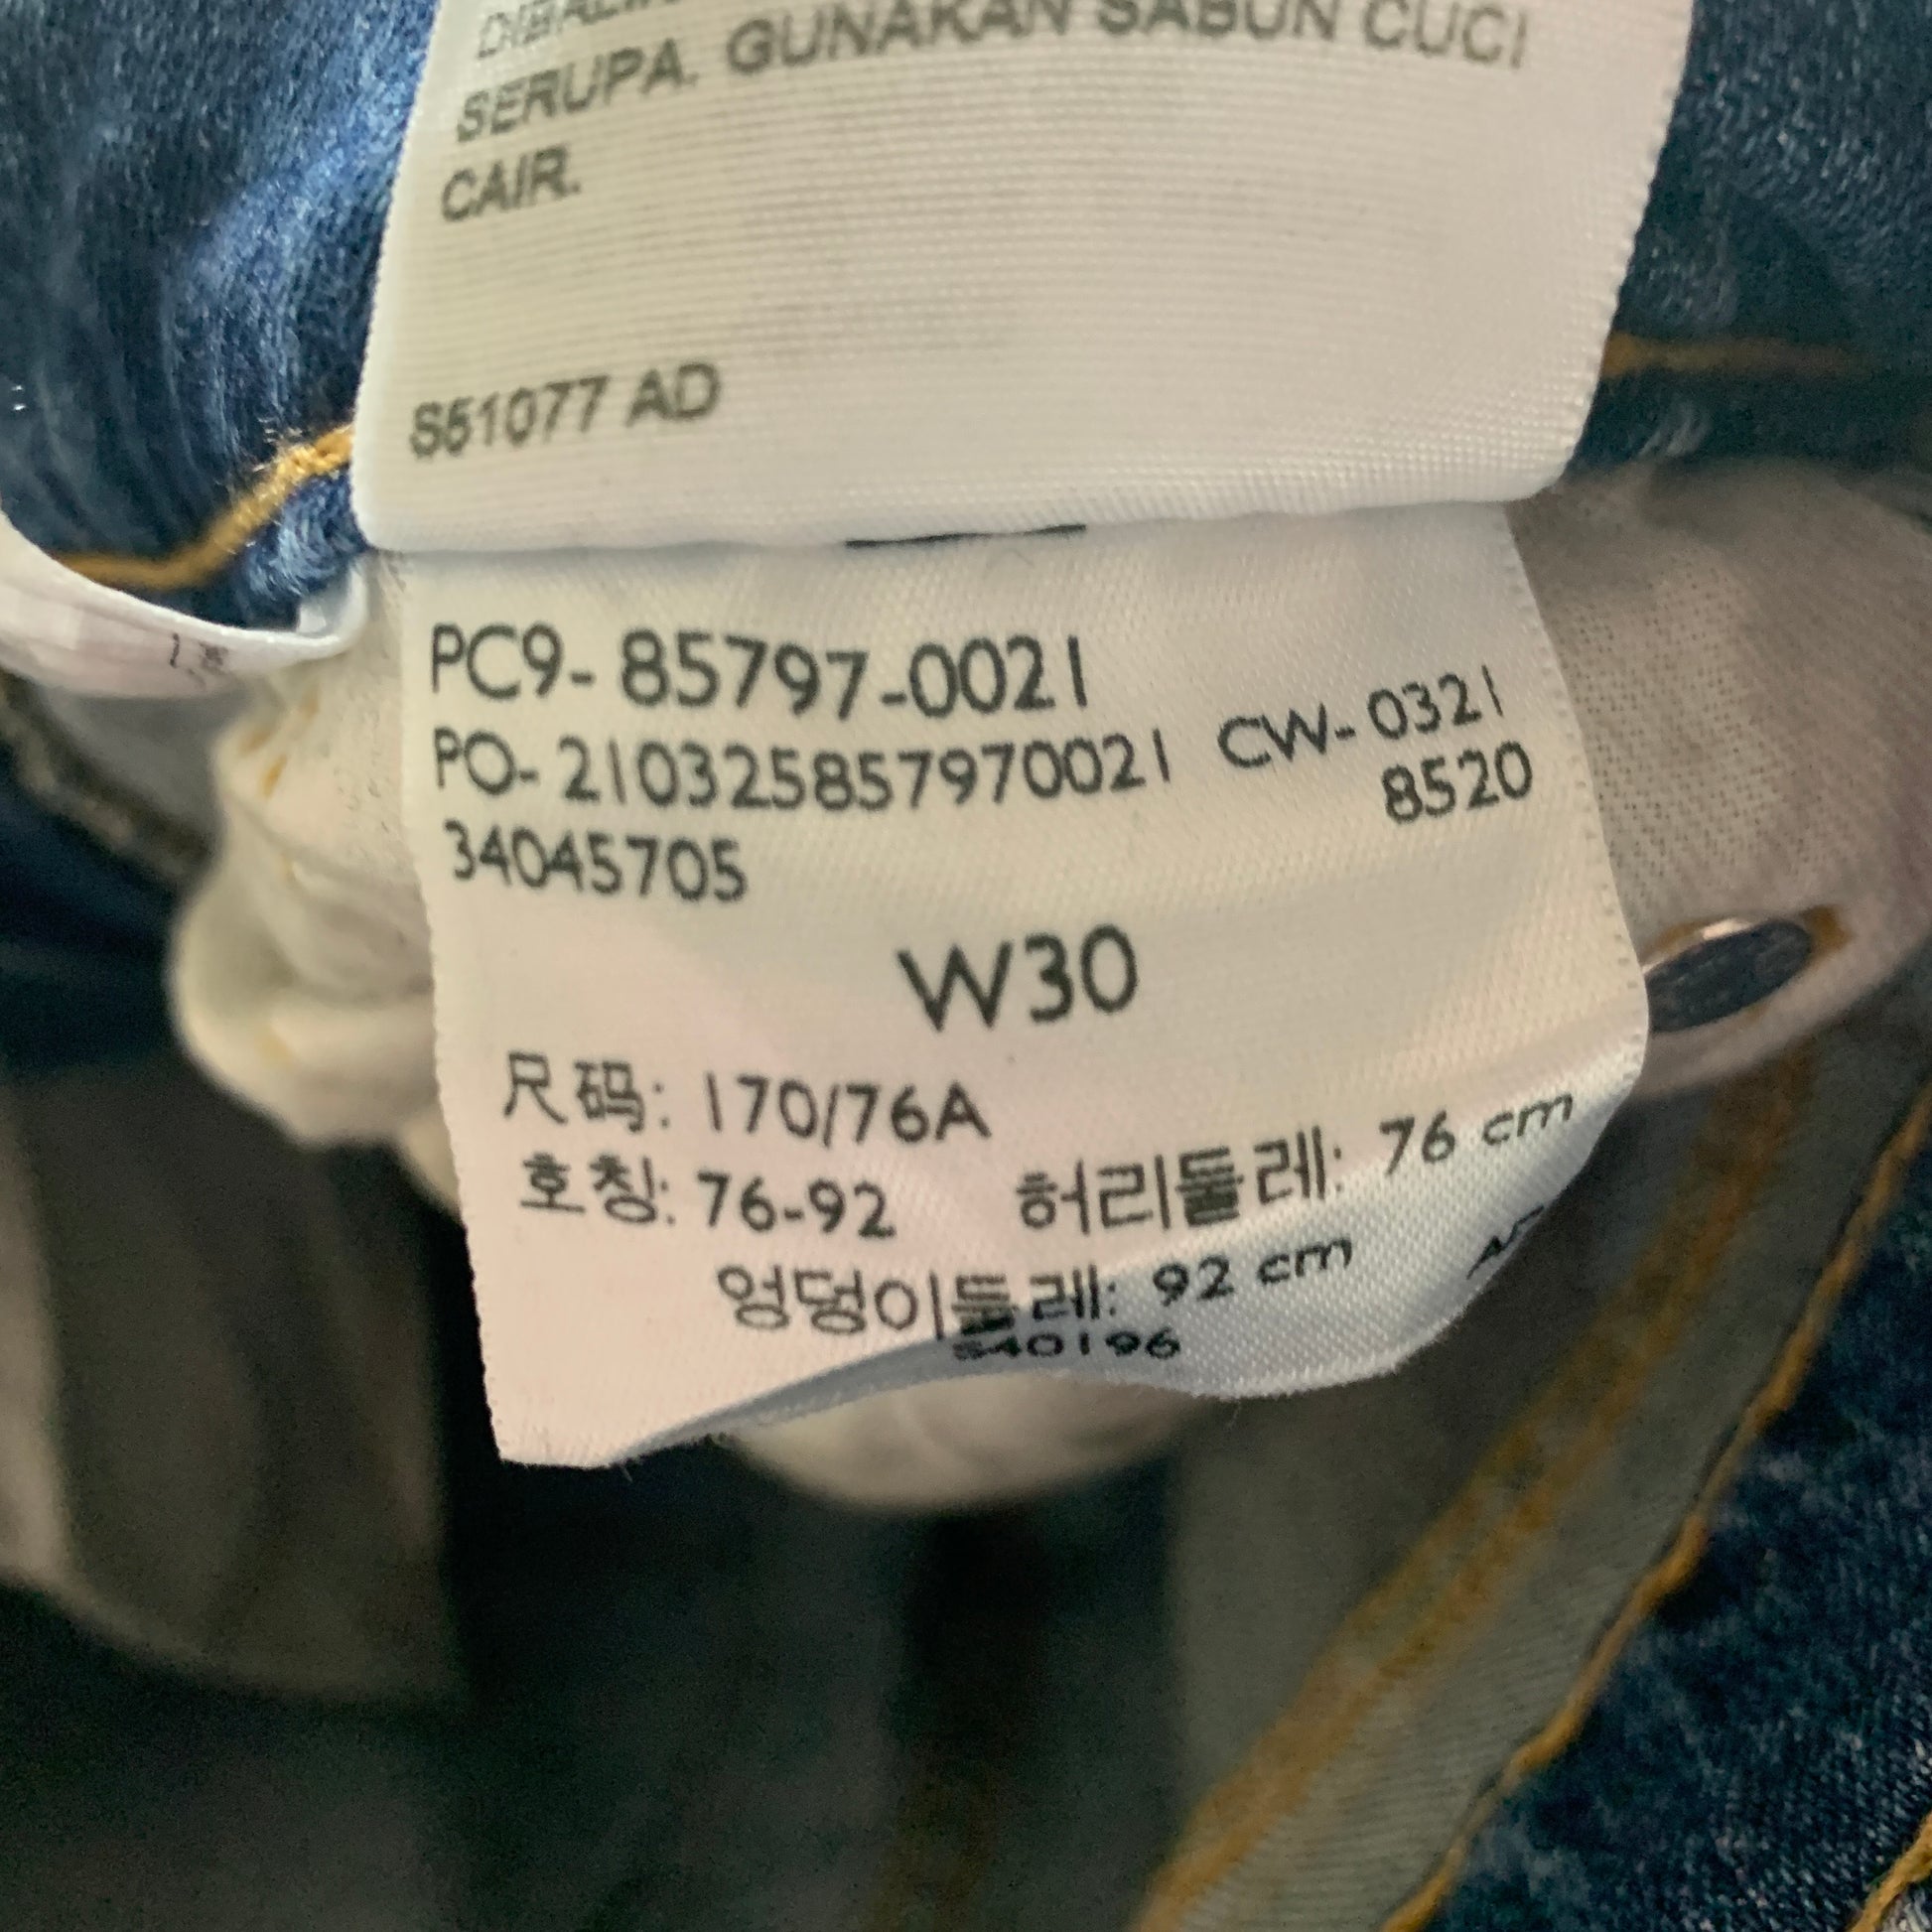 SERUPA. GUNAKAN SABUN CUCI
CAIR.
S51077 AD
PC9-85797-0021
PO-210325857970021 CW-0321
34045705 8520
W30
尺码: 170/76A
호칭: 76-92 허리둘레: 76 cm
엉덩이둘레: 92 cm